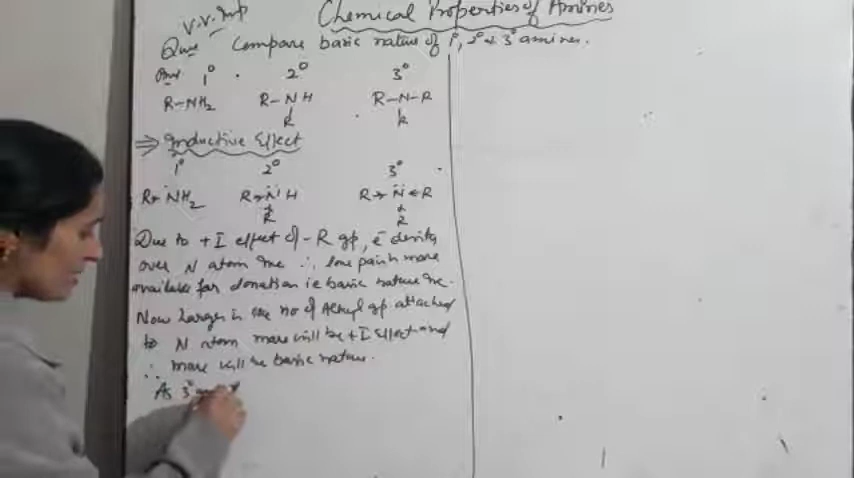 Chemical Properties of Amines
V.V. Imp
Ques Compare basic nature of 1°, 2° & 3° amines.
Ans 1° 2° 3°
R-NH2 R-NH R-N-R
R R
⇒ Inductive Effect
1° 2° 3°
R→NH2 R→N H R→N←R
R R
Due to +I effect of -R gp, e⁻ density
over N atom inc ∴ lone pair is more
available for donation ie basic nature inc.
Now larger is the no of Alkyl gp attached
to N atom more will be +I effect and
∴ more will be basic nature.
As 3°